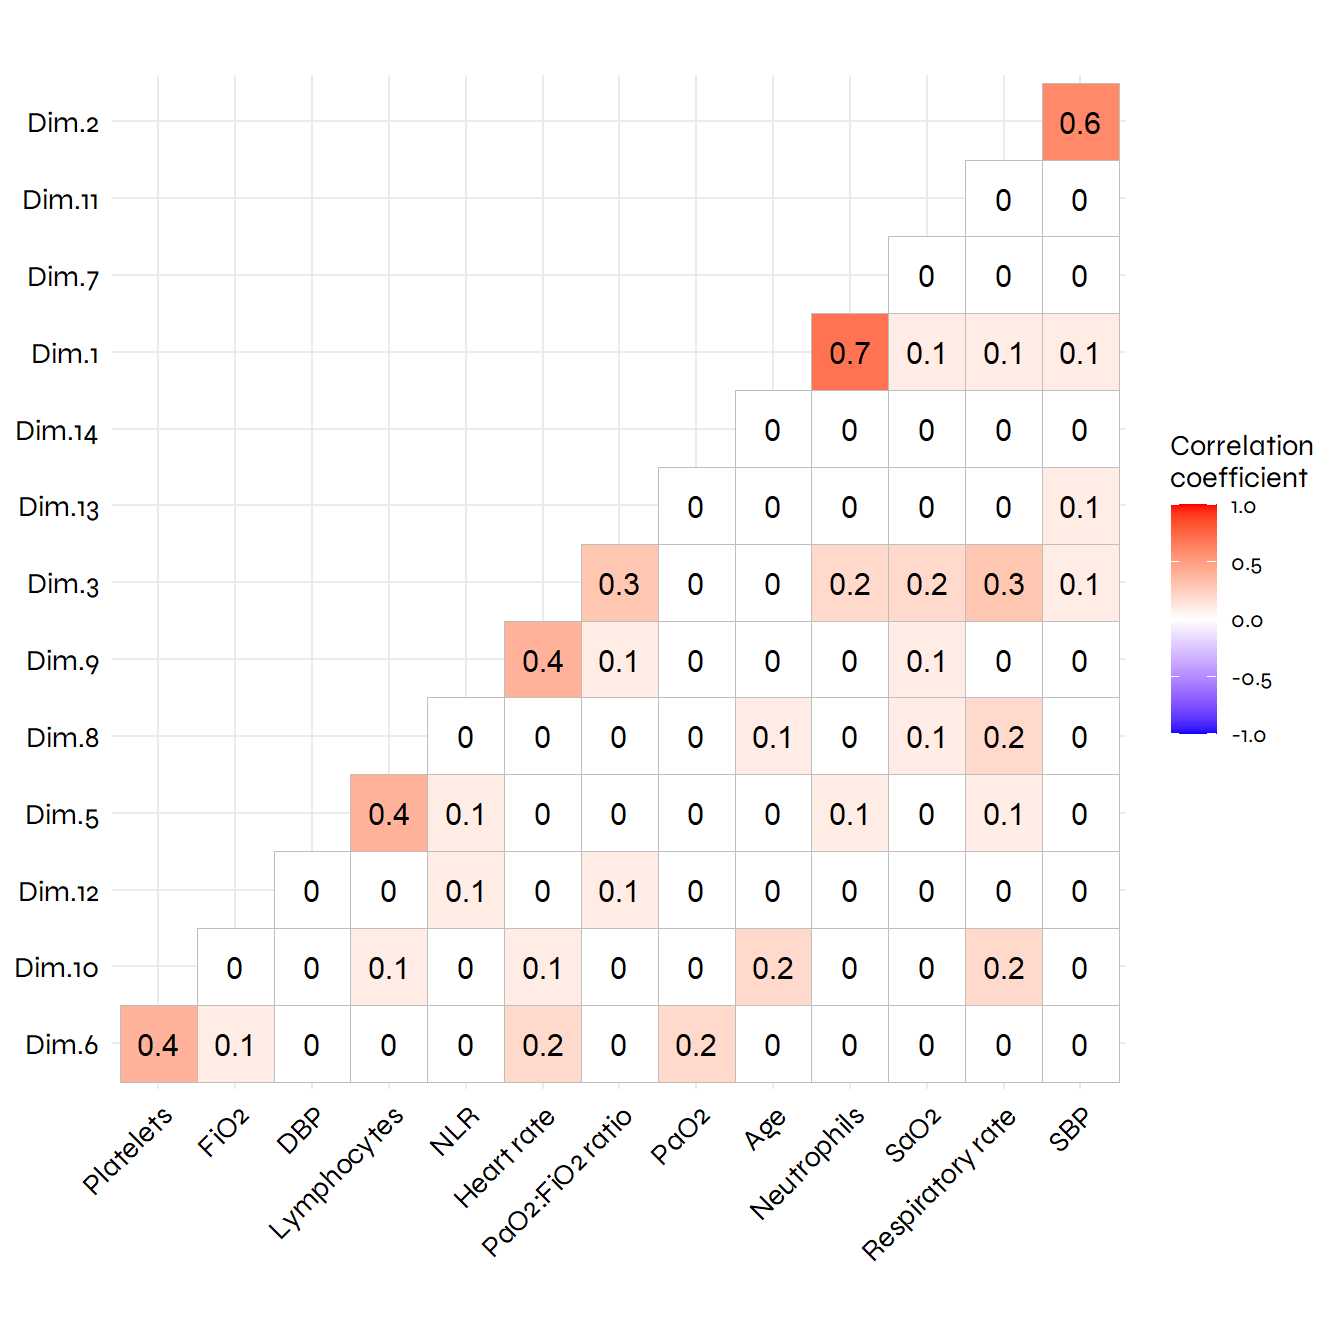 Dim.2 0.6
Dim.11 0 0
Dim.7 0 0 0
Dim.1 0.7 0.1 0.1 0.1
Dim.14 0 0 0 0 0
Dim.13 0 0 0 0 0 0.1
Dim.3 0.3 0 0 0.2 0.2 0.3 0.1
Dim.9 0.4 0.1 0 0 0 0.1 0 0
Dim.8 0 0 0 0 0.1 0 0.1 0.2 0
Dim.5 0.4 0.1 0 0 0 0 0.1 0 0.1 0
Dim.12 0 0 0.1 0 0.1 0 0 0 0 0 0
Dim.10 0 0 0.1 0 0.1 0 0 0.2 0 0 0.2 0
Dim.6 0.4 0.1 0 0 0 0.2 0 0.2 0 0 0 0 0
Platelets
FiO2
DBP
Lymphocytes
NLR
Heart rate
PaO2:FiO2 ratio
PaO2
Age
Neutrophils
SaO2
Respiratory rate
SBP
Correlation
coefficient
1.0
0.5
0.0
-0.5
-1.0